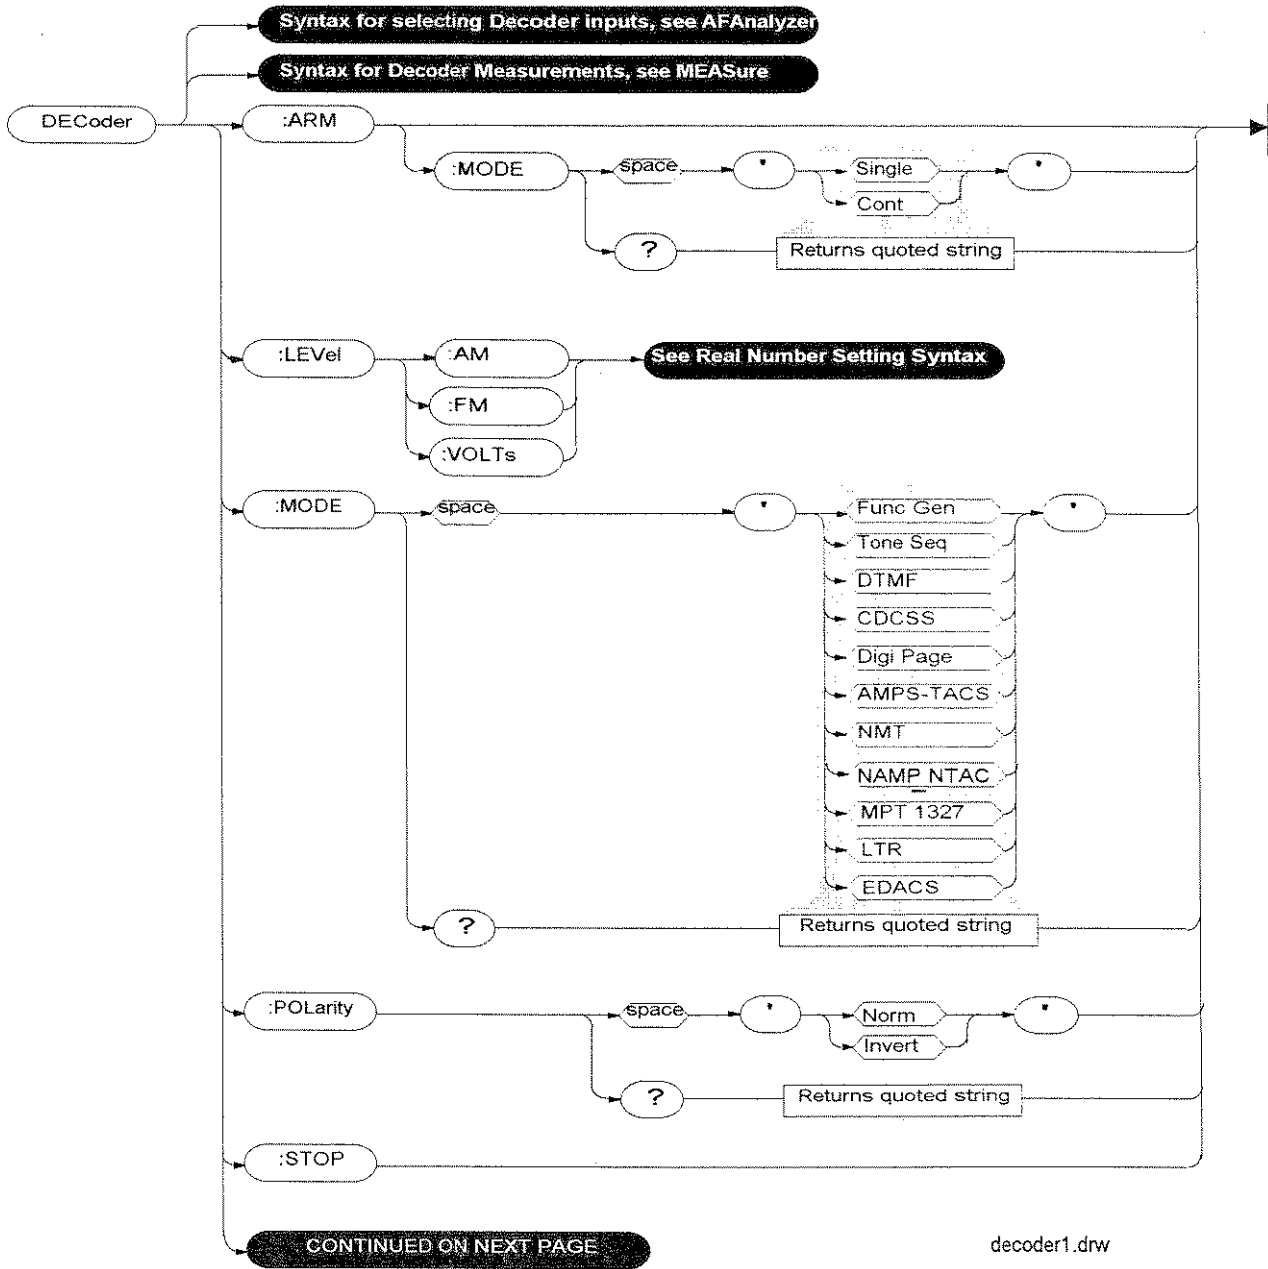 Syntax for selecting Decoder inputs, see AFAnalyzer
Syntax for Decoder Measurements, see MEASure
DECoder
:ARM
:MODE
space
'
Single
'
Cont
?
Returns quoted string
:LEVel
:AM
See Real Number Setting Syntax
:FM
:VOLTs
:MODE
space
'
Func Gen
'
Tone Seq
DTMF
CDCSS
Digi Page
AMPS-TACS
NMT
NAMP_NTAC
MPT 1327
LTR
EDACS
?
Returns quoted string
:POLarity
space
'
Norm
'
Invert
?
Returns quoted string
:STOP
CONTINUED ON NEXT PAGE
decoder1.drw